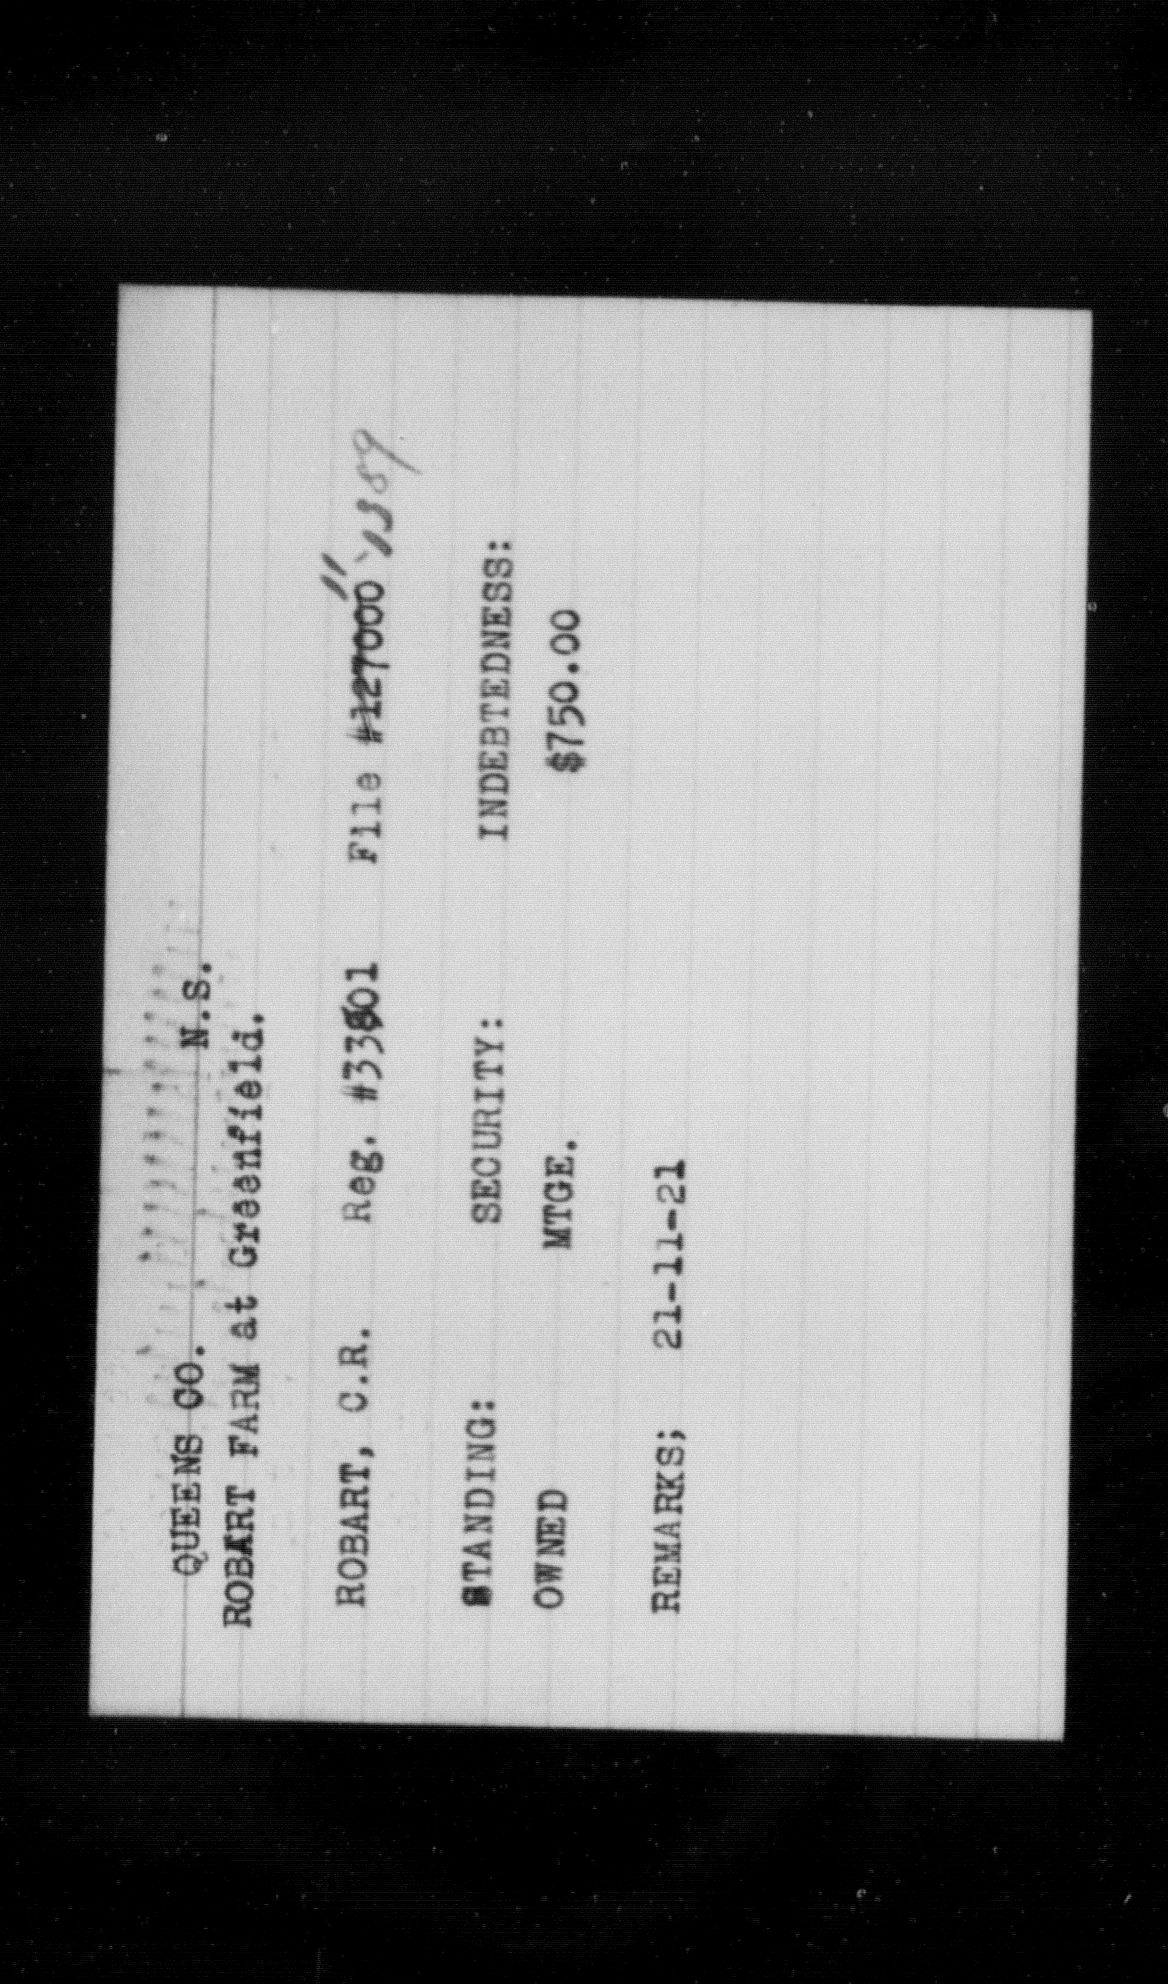 QUEENS CO. N.S.
ROBART FARM at Greenfield.
ROBART, C.R. Reg. #33801 File #127000
STANDING: SECURITY: INDEBTEDNESS:
OWNED MTGE. $750.00
REMARKS; 21-11-21